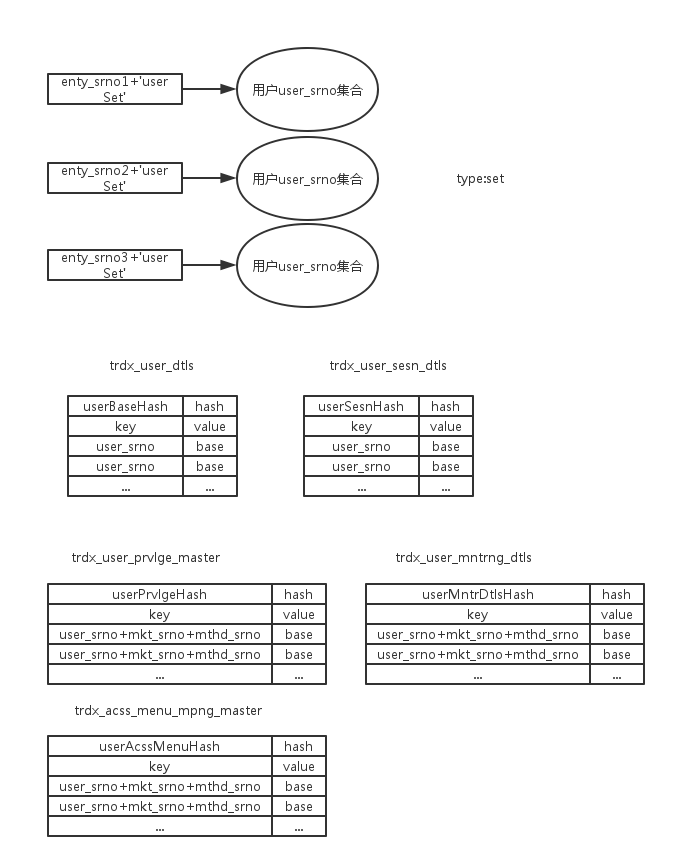 enty_srno1+'user
Set'
用户user_srno集合
enty_srno2+'user
Set'
用户user_srno集合
type:set
enty_srno3+'user
Set'
用户user_srno集合
trdx_user_dtls
userBaseHash hash
key value
user_srno base
user_srno base
... ...
trdx_user_sesn_dtls
userSesnHash hash
key value
user_srno base
user_srno base
... ...
trdx_user_prvlge_master
userPrvlgeHash hash
key value
user_srno+mkt_srno+mthd_srno base
user_srno+mkt_srno+mthd_srno base
... ...
trdx_user_mntrng_dtls
userMntrDtlsHash hash
key value
user_srno+mkt_srno+mthd_srno base
user_srno+mkt_srno+mthd_srno base
... ...
trdx_acss_menu_mpng_master
userAcssMenuHash hash
key value
user_srno+mkt_srno+mthd_srno base
user_srno+mkt_srno+mthd_srno base
... ...